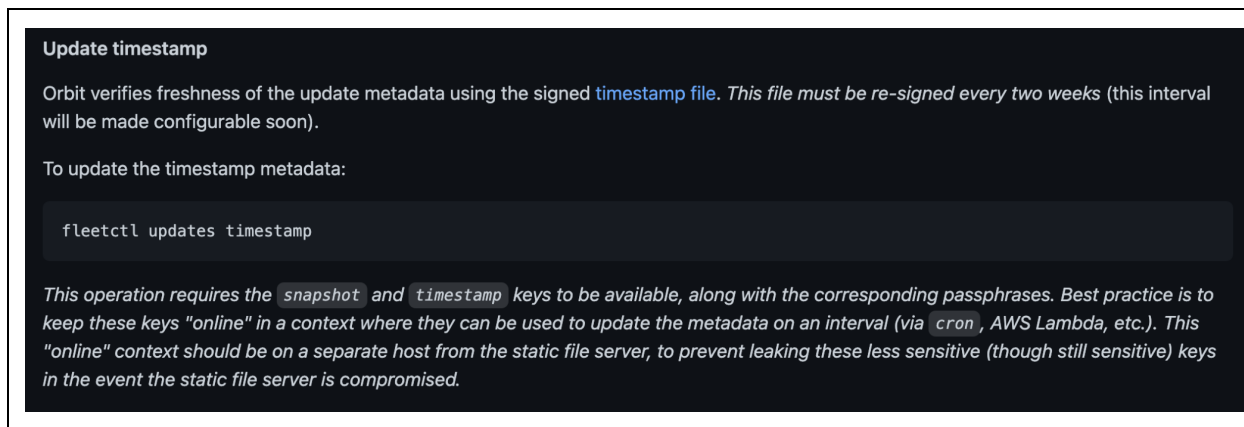 Update timestamp
Orbit verifies freshness of the update metadata using the signed timestamp file. This file must be re-signed every two weeks (this interval
will be made configurable soon).
To update the timestamp metadata:
fleetctl updates timestamp
This operation requires the snapshot and timestamp keys to be available, along with the corresponding passphrases. Best practice is to
keep these keys "online" in a context where they can be used to update the metadata on an interval (via cron, AWS Lambda, etc.). This
"online" context should be on a separate host from the static file server, to prevent leaking these less sensitive (though still sensitive) keys
in the event the static file server is compromised.